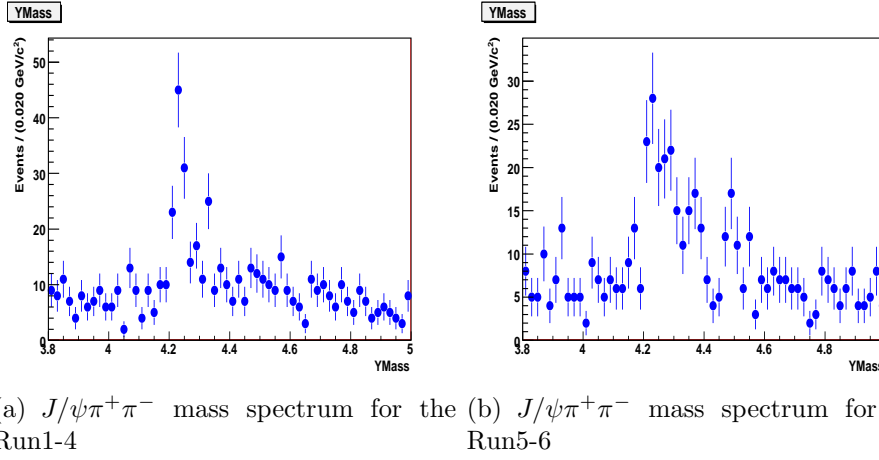 YMass
YMass
Events / (0.020 GeV/c²)
50
40
30
20
10
0
3.8 4 4.2 4.4 4.6 4.8 5
YMass
Events / (0.020 GeV/c²)
35
30
25
20
15
10
5
0
3.8 4 4.2 4.4 4.6 4.8
YMass
a) J/ψπ⁺π⁻ mass spectrum for the
Run1-4
(b) J/ψπ⁺π⁻ mass spectrum for
Run5-6